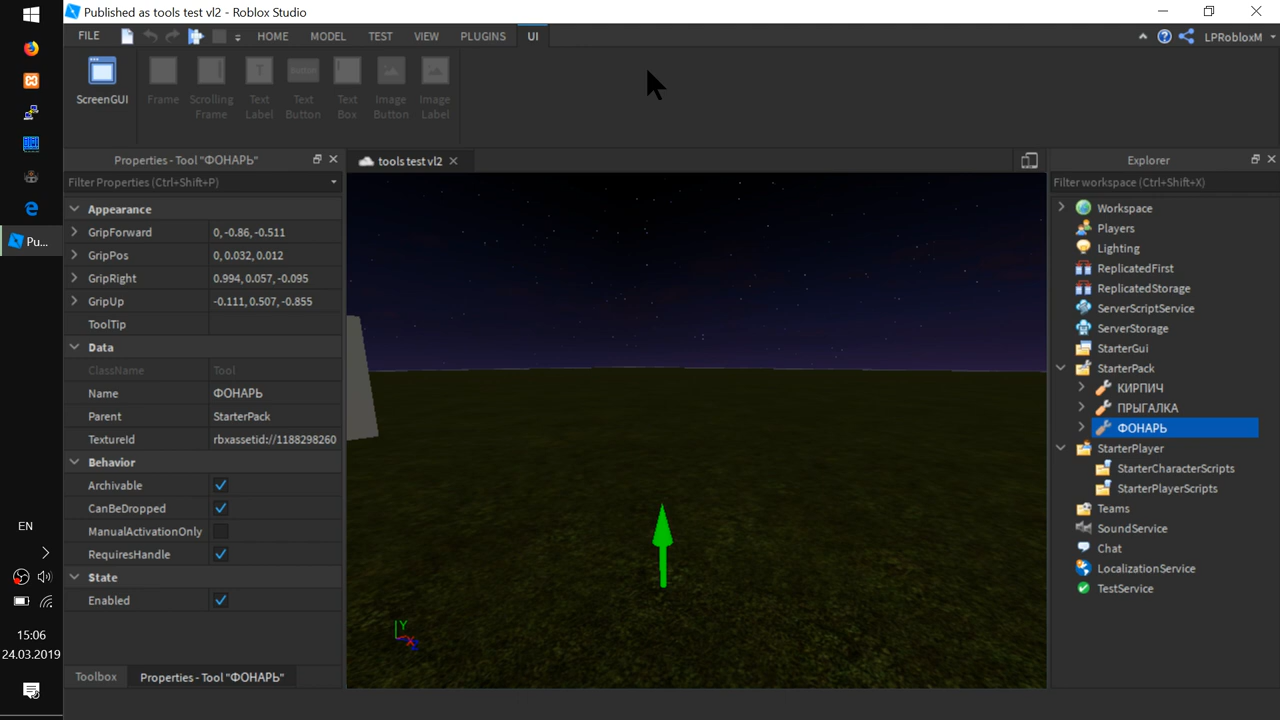 Published as tools test vl2 - Roblox Studio
FILE HOME MODEL TEST VIEW PLUGINS UI LPRobloxM
ScreenGUI
Frame
Scrolling Frame
Text Label
Text Button
Text Box
Image Button
Image Label
Properties - Tool "ФОНАРЬ"
Filter Properties (Ctrl+Shift+P)
Appearance
GripForward 0, -0.86, -0.511
GripPos 0, 0.032, 0.012
GripRight 0.994, 0.057, -0.095
GripUp -0.111, 0.507, -0.855
ToolTip
Data
ClassName Tool
Name ФОНАРЬ
Parent StarterPack
TextureId rbxassetid://1188298260
Behavior
Archivable
CanBeDropped
ManualActivationOnly
RequiresHandle
State
Enabled
Toolbox Properties - Tool "ФОНАРЬ"
tools test vl2
Y
X
Explorer
Filter workspace (Ctrl+Shift+X)
Workspace
Players
Lighting
ReplicatedFirst
ReplicatedStorage
ServerScriptService
ServerStorage
StarterGui
StarterPack
КИРПИЧ
ПРЫГАЛКА
ФОНАРЬ
StarterPlayer
StarterCharacterScripts
StarterPlayerScripts
Teams
SoundService
Chat
LocalizationService
TestService
Pu...
EN
15:06
24.03.2019